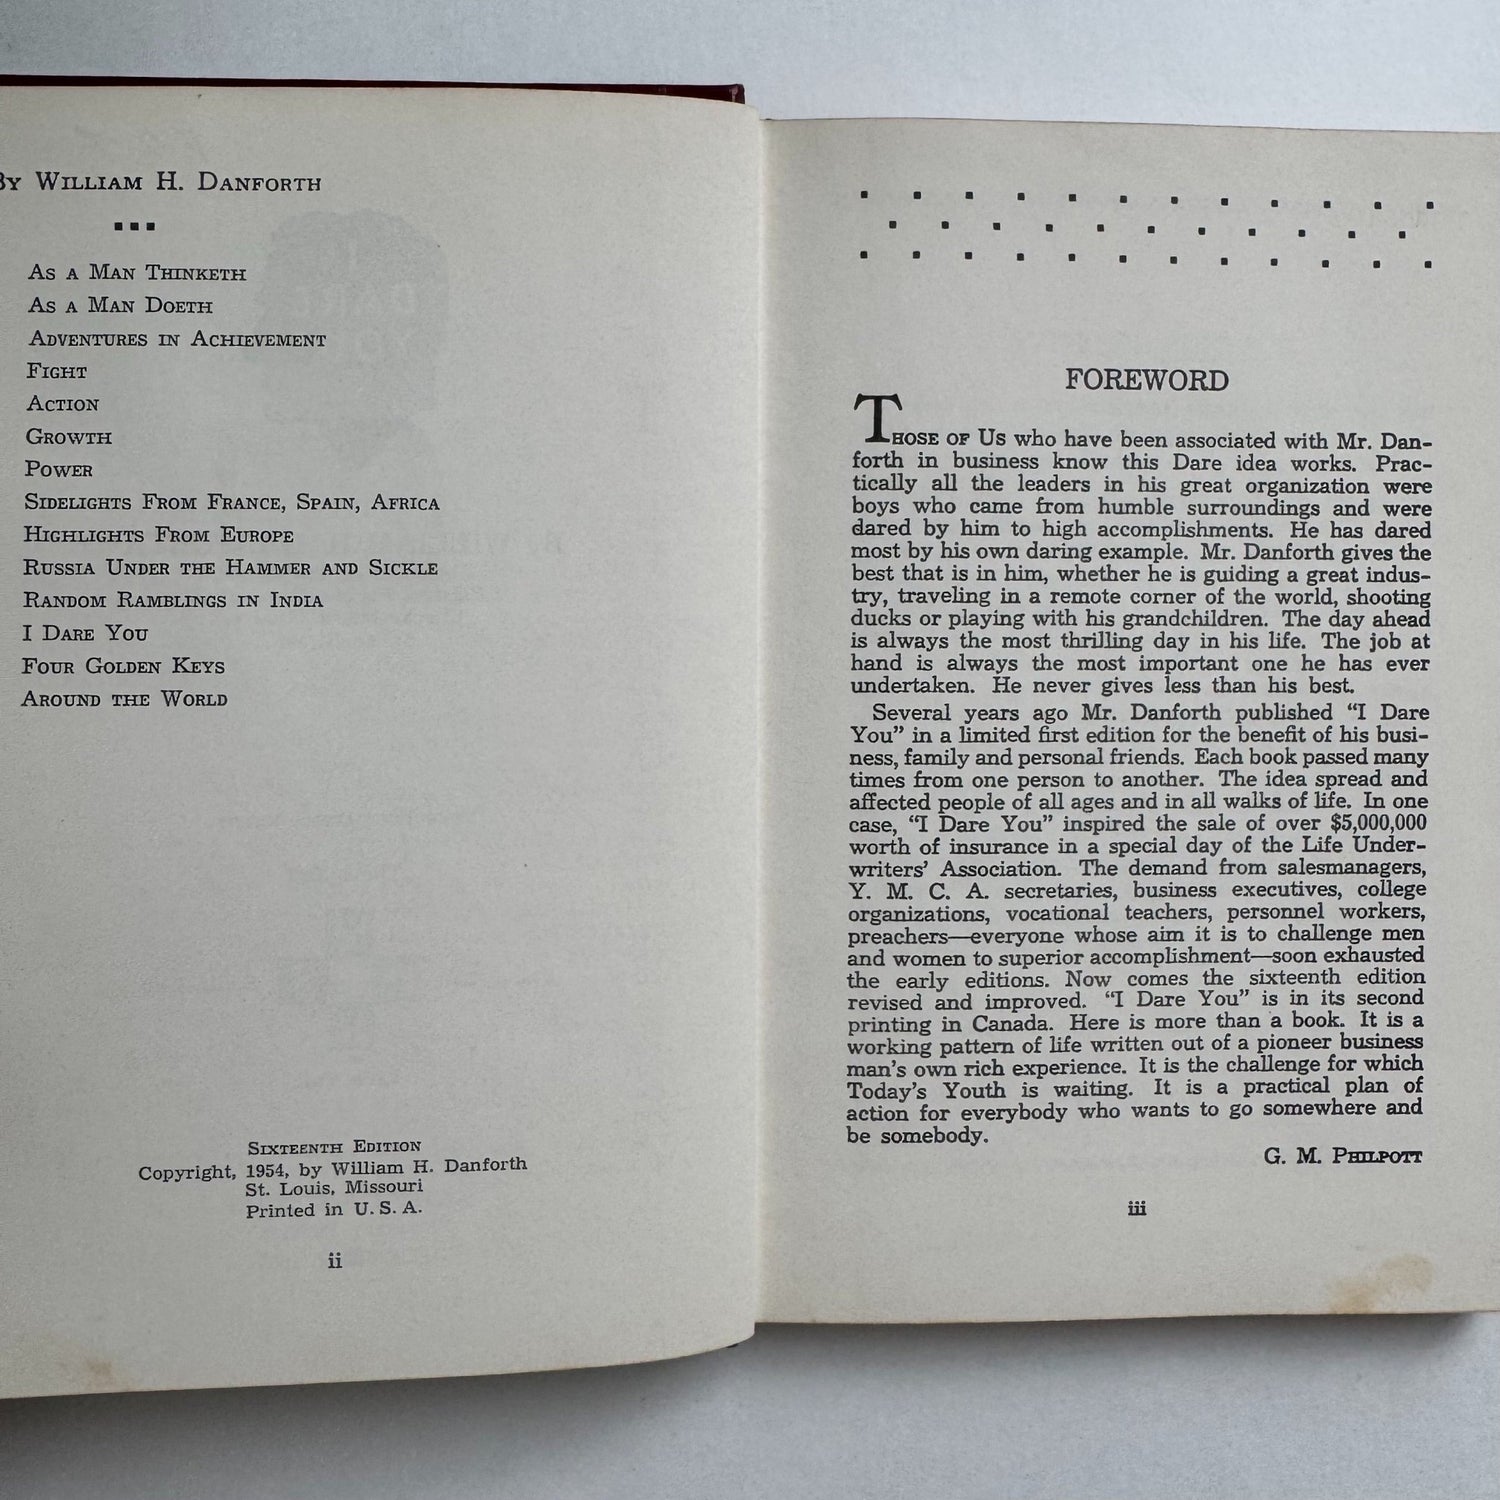 By William H. Danforth
As a Man Thinketh
As a Man Doeth
Adventures in Achievement
Fight
Action
Growth
Power
Sidelights From France, Spain, Africa
Highlights From Europe
Russia Under the Hammer and Sickle
Random Ramblings in India
I Dare You
Four Golden Keys
Around the World
Sixteenth Edition
Copyright, 1954, by William H. Danforth
St. Louis, Missouri
Printed in U. S. A.
ii
FOREWORD
Those of Us who have been associated with Mr. Dan-
forth in business know this Dare idea works. Prac-
tically all the leaders in his great organization were
boys who came from humble surroundings and were
dared by him to high accomplishments. He has dared
most by his own daring example. Mr. Danforth gives the
best that is in him, whether he is guiding a great indus-
try, traveling in a remote corner of the world, shooting
ducks or playing with his grandchildren. The day ahead
is always the most thrilling day in his life. The job at
hand is always the most important one he has ever
undertaken. He never gives less than his best.
Several years ago Mr. Danforth published “I Dare
You” in a limited first edition for the benefit of his busi-
ness, family and personal friends. Each book passed many
times from one person to another. The idea spread and
affected people of all ages and in all walks of life. In one
case, “I Dare You” inspired the sale of over $5,000,000
worth of insurance in a special day of the Life Under-
writers’ Association. The demand from salesmanagers,
Y. M. C. A. secretaries, business executives, college
organizations, vocational teachers, personnel workers,
preachers—everyone whose aim it is to challenge men
and women to superior accomplishment—soon exhausted
the early editions. Now comes the sixteenth edition
revised and improved. “I Dare You” is in its second
printing in Canada. Here is more than a book. It is a
working pattern of life written out of a pioneer business
man’s own rich experience. It is the challenge for which
Today’s Youth is waiting. It is a practical plan of
action for everybody who wants to go somewhere and
be somebody.
G. M. Philpott
iii